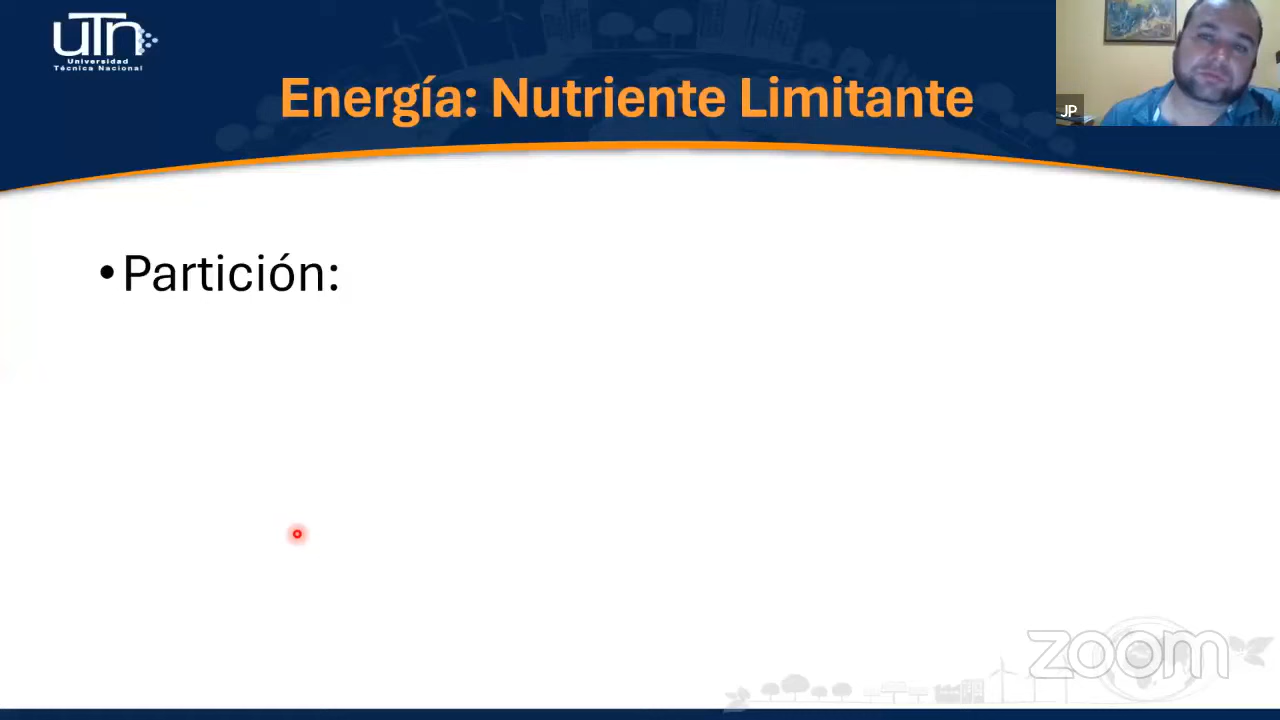 UTN
Universidad
Técnica Nacional
Energía: Nutriente Limitante
JP
•Partición:
zoom